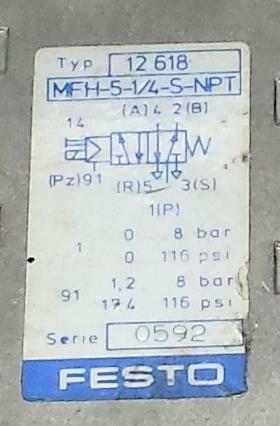 Typ 12 618
MFH-5-1/4-S-NPT
(A)4 2(B)
14
(Pz)91
(R)5 3(S)
1(P)
1 0 8 bar
0 116 psi
91 1,2 8 bar
17.4 116 psi
Serie 0592
FESTO